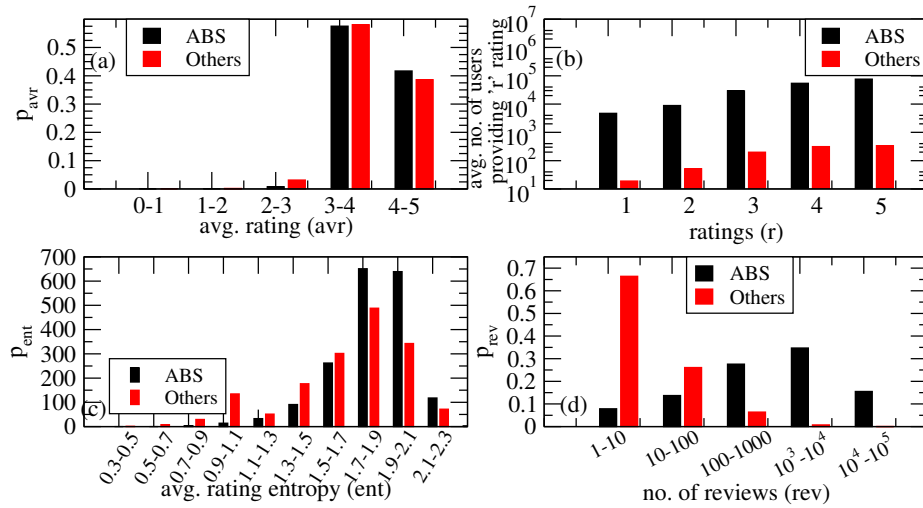 ABS
Others
(a)
p_avr
0.5
0.4
0.3
0.2
0.1
0
0-1 1-2 2-3 3-4 4-5
avg. rating (avr)
ABS
Others
(b)
avg. no. of users
providing 'r' rating
10^7
10^6
10^5
10^4
10^3
10^2
10^1
1 2 3 4 5
ratings (r)
ABS
Others
(c)
p_ent
700
600
500
400
300
200
100
0
0.3-0.5 0.5-0.7 0.7-0.9 0.9-1.1 1.1-1.3 1.3-1.5 1.5-1.7 1.7-1.9 1.9-2.1 2.1-2.3
avg. rating entropy (ent)
ABS
Others
(d)
p_rev
0.7
0.6
0.5
0.4
0.3
0.2
0.1
0
1-10 10-100 100-1000 10^3-10^4 10^4-10^5
no. of reviews (rev)